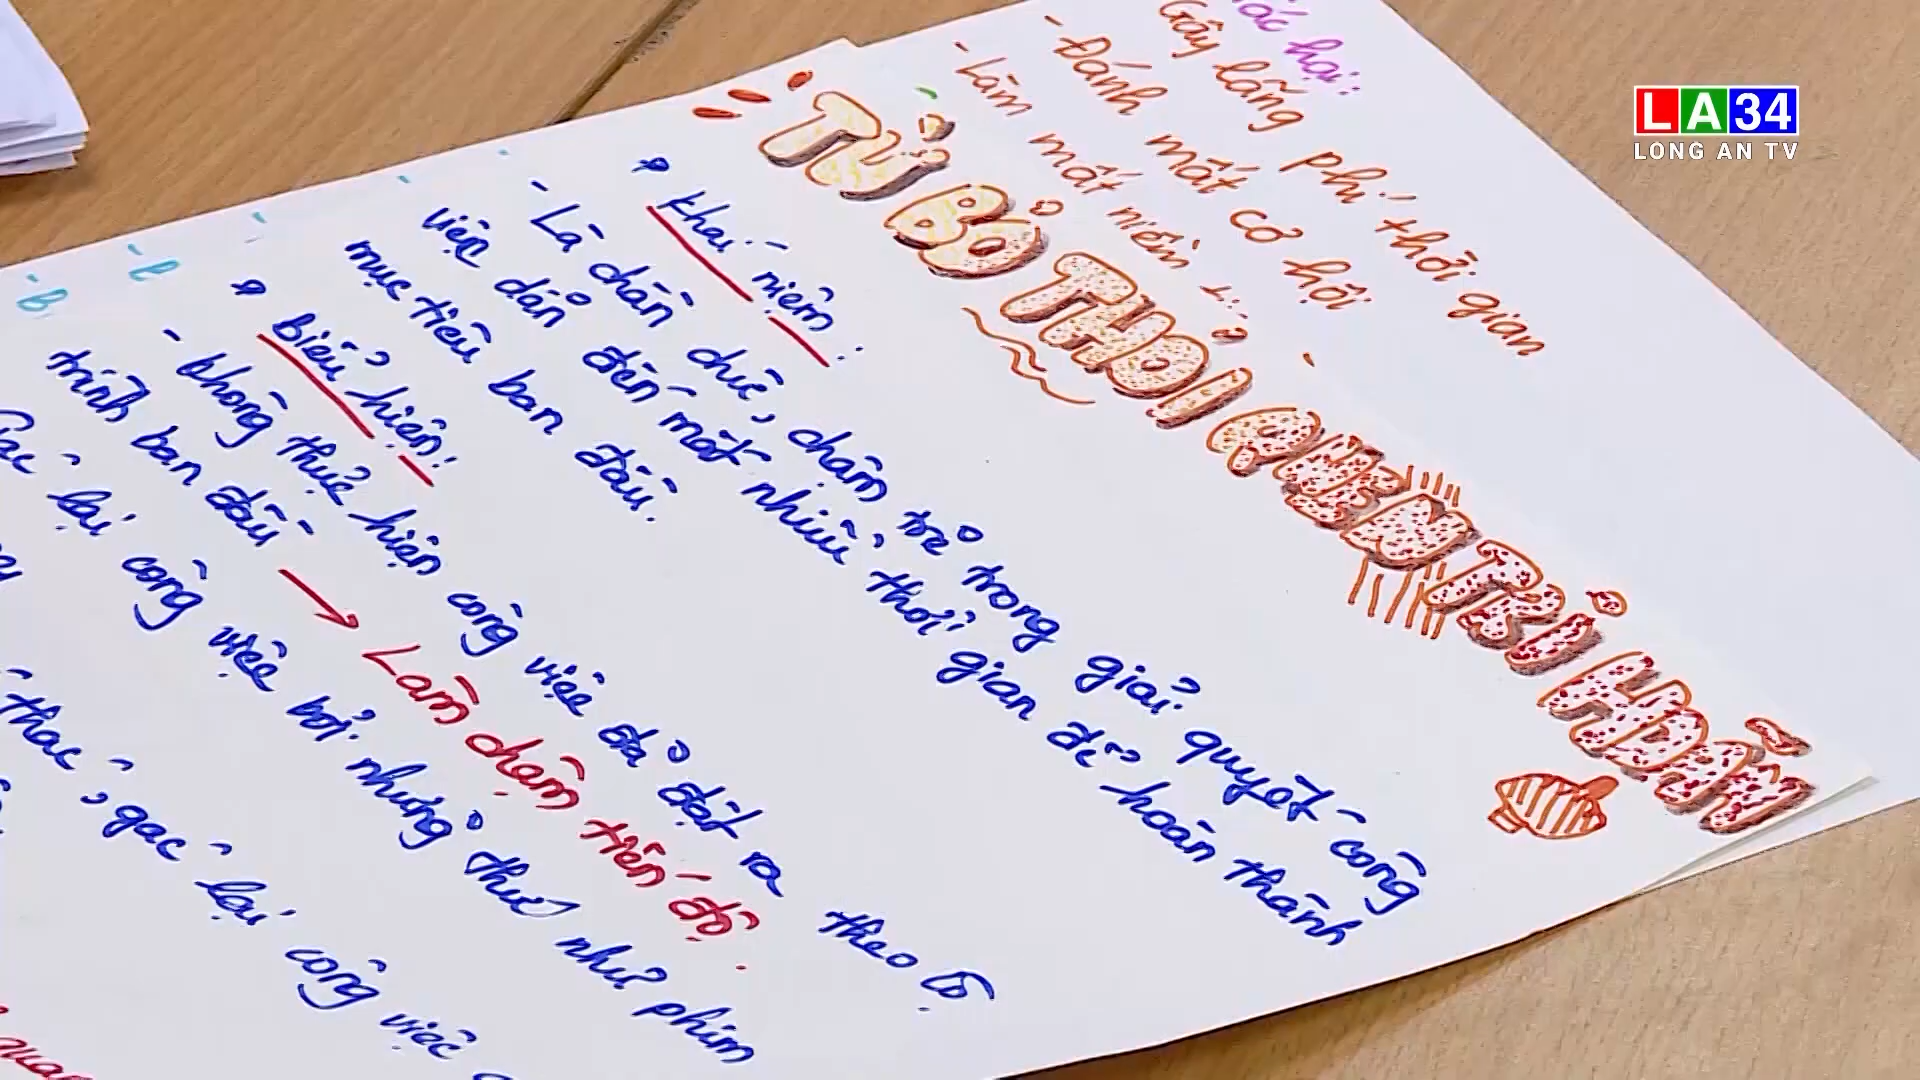 TỪ BỎ THÓI QUEN TRÌ HOÃN
khái niệm:
- Là chần chừ, chậm trễ trong giải quyết công
việc dẫn đến mất nhiều thời gian để hoàn thành
mục tiêu ban đầu.
Biểu hiện:
- không thực hiện công việc đã đặt ra theo lộ
trình ban đầu → Làm chậm tiến độ.
Gác lại công việc bởi những thứ như phim
thác, gác lại công việc
Tác hại:
Gây lãng phí thời gian
- Đánh mất cơ hội
- Làm mất niềm
LA34
LONG AN TV